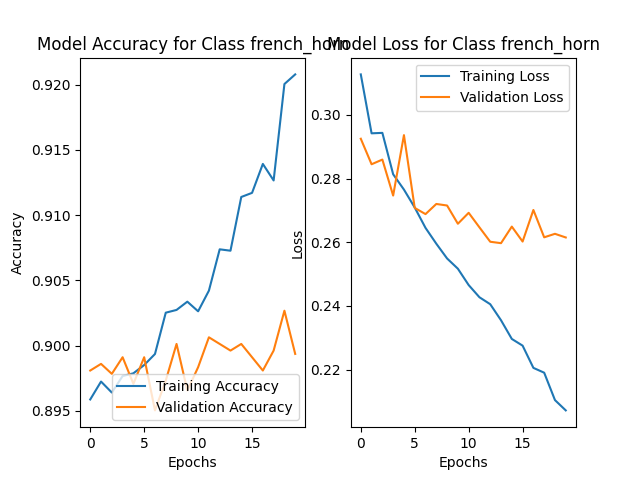 Model Accuracy for Class french_horn
Model Loss for Class french_horn
0.920
0.915
0.910
0.905
0.900
0.895
Accuracy
Training Accuracy
Validation Accuracy
0 5 10 15
Epochs
0.30
0.28
0.26
0.24
0.22
Loss
Training Loss
Validation Loss
0 5 10 15
Epochs